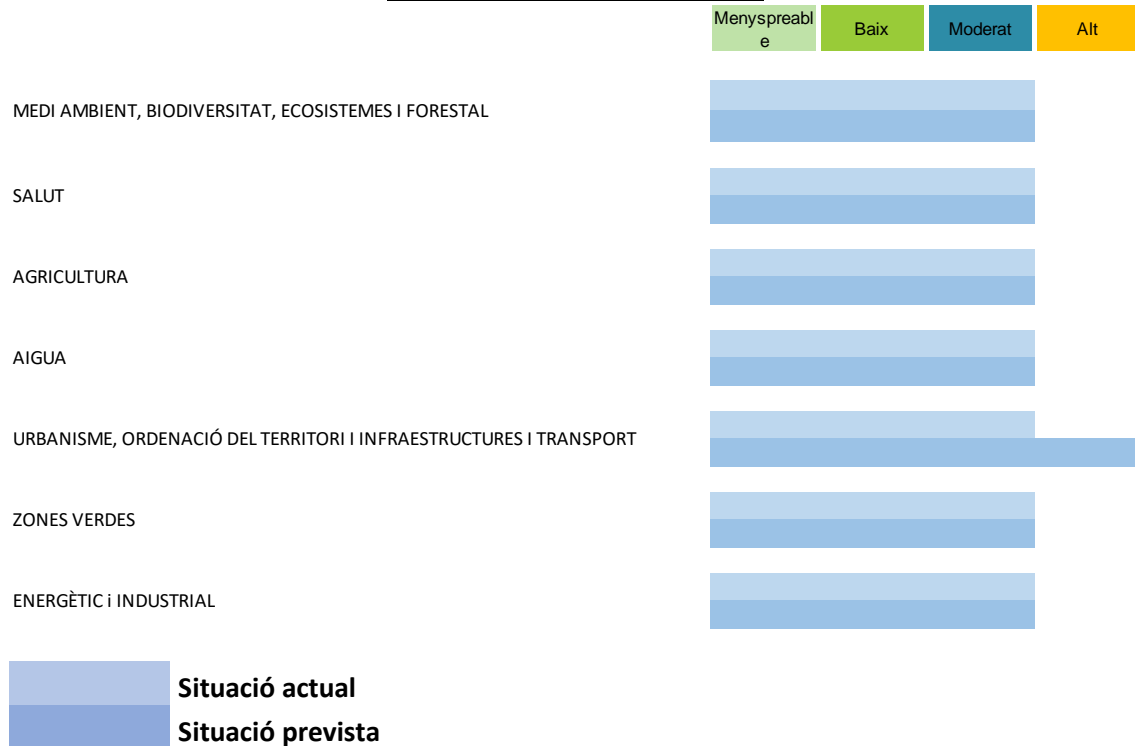 Menyspreabl
e
Baix
Moderat
Alt
MEDI AMBIENT, BIODIVERSITAT, ECOSISTEMES I FORESTAL
SALUT
AGRICULTURA
AIGUA
URBANISME, ORDENACIÓ DEL TERRITORI I INFRAESTRUCTURES I TRANSPORT
ZONES VERDES
ENERGÈTIC i INDUSTRIAL
Situació actual
Situació prevista